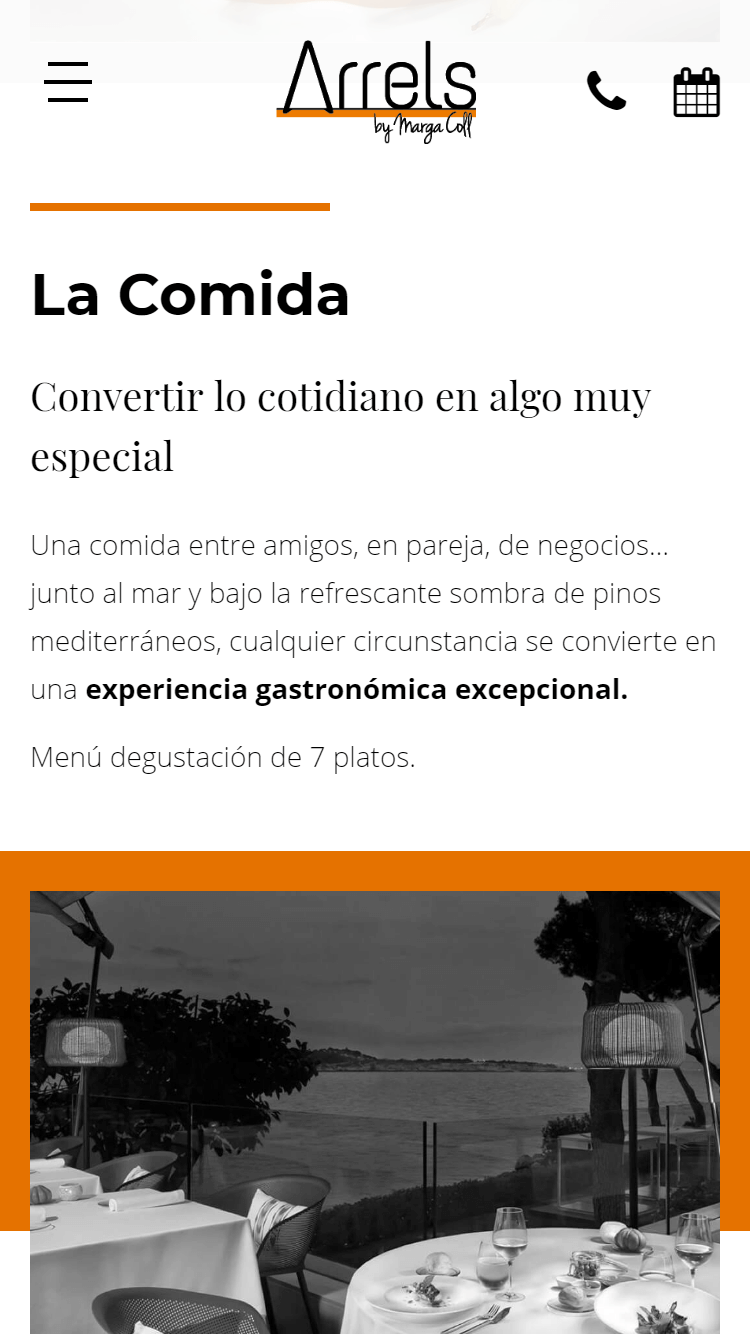 Arrels
by Marga Coll
La Comida
Convertir lo cotidiano en algo muy
especial
Una comida entre amigos, en pareja, de negocios...
junto al mar y bajo la refrescante sombra de pinos
mediterráneos, cualquier circunstancia se convierte en
una experiencia gastronómica excepcional.
Menú degustación de 7 platos.